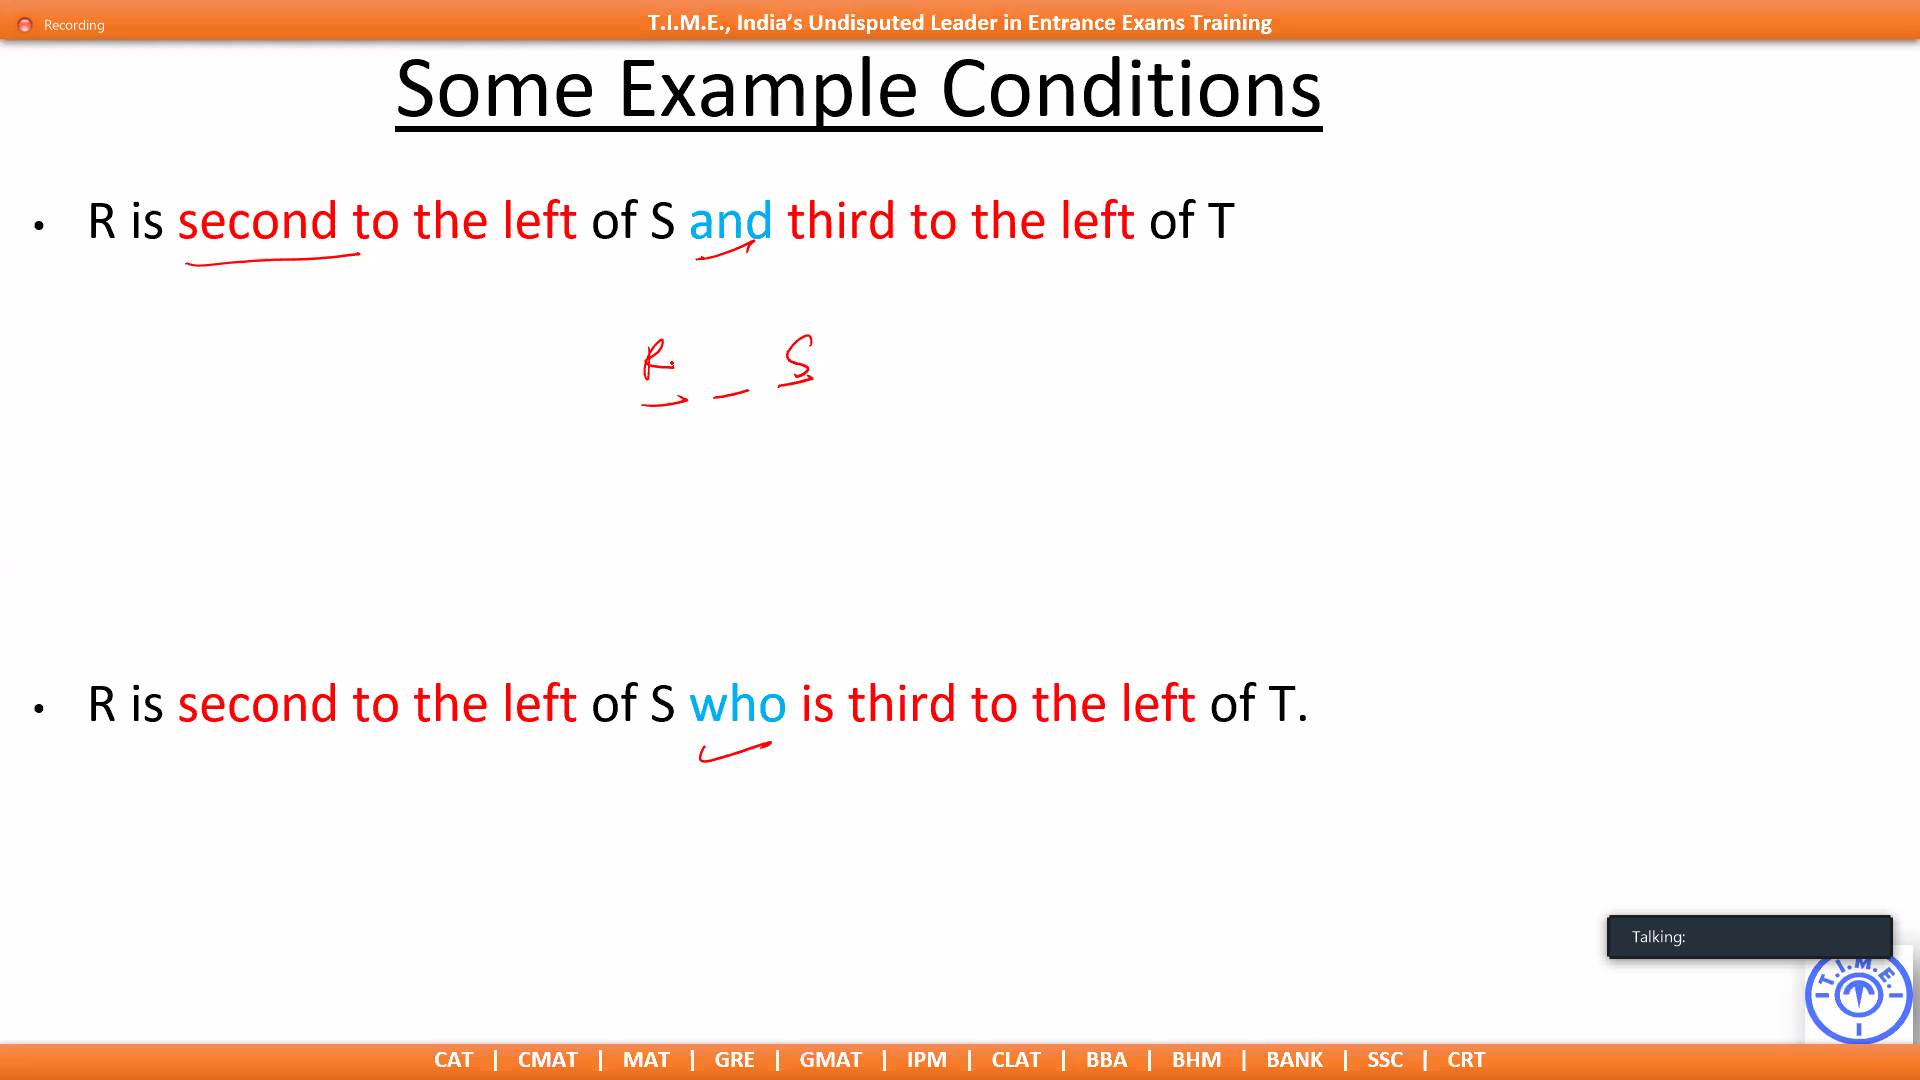 Recording
T.I.M.E., India’s Undisputed Leader in Entrance Exams Training
Some Example Conditions
• R is second to the left of S and third to the left of T
R S
• R is second to the left of S who is third to the left of T.
Talking:
T.I.M.E.
CAT | CMAT | MAT | GRE | GMAT | IPM | CLAT | BBA | BHM | BANK | SSC | CRT